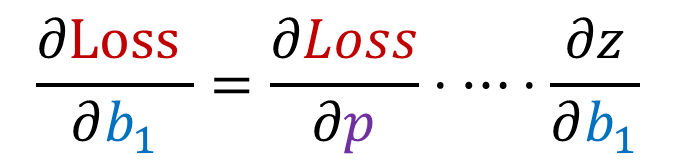 ∂Loss/∂b₁ = ∂Loss/∂p · ⋯ · ∂z/∂b₁